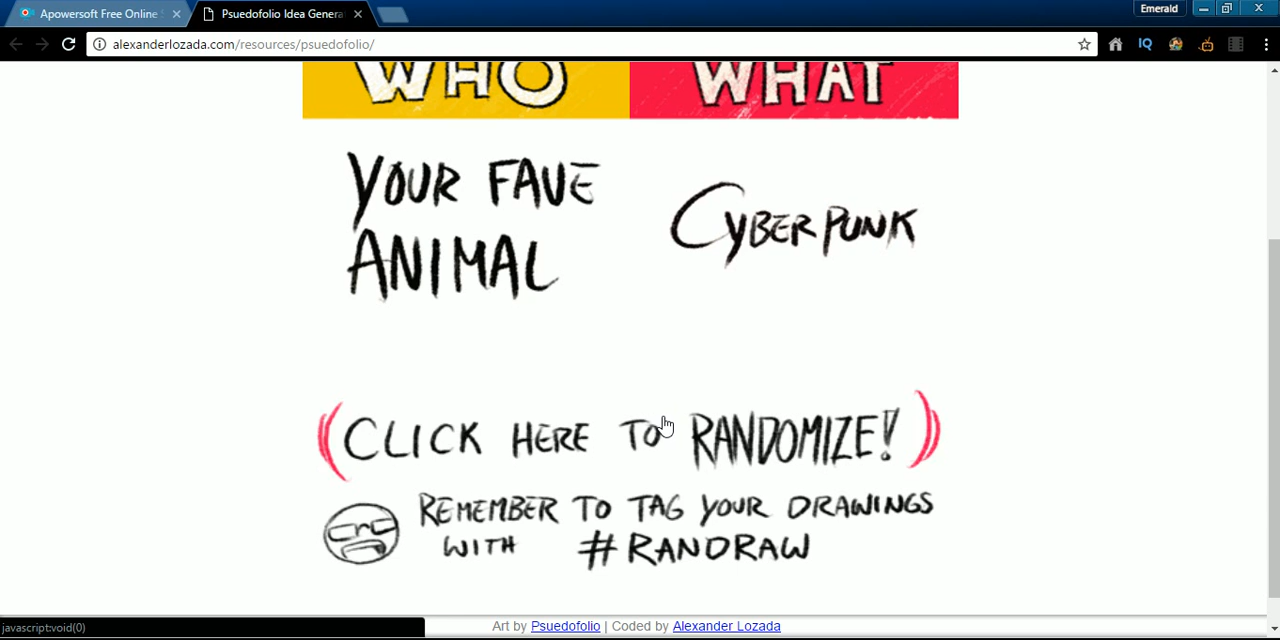 Apowersoft Free Online
Psuedofolio Idea Genera
Emerald
alexanderlozada.com/resources/psuedofolio/
IQ
WHO
WHAT
YOUR FAVE
ANIMAL
CYBERPUNK
(CLICK HERE TO RANDOMIZE!)
REMEMBER TO TAG YOUR DRAWINGS
WITH #RANDRAW
javascript:void(0)
Art by Psuedofolio | Coded by Alexander Lozada